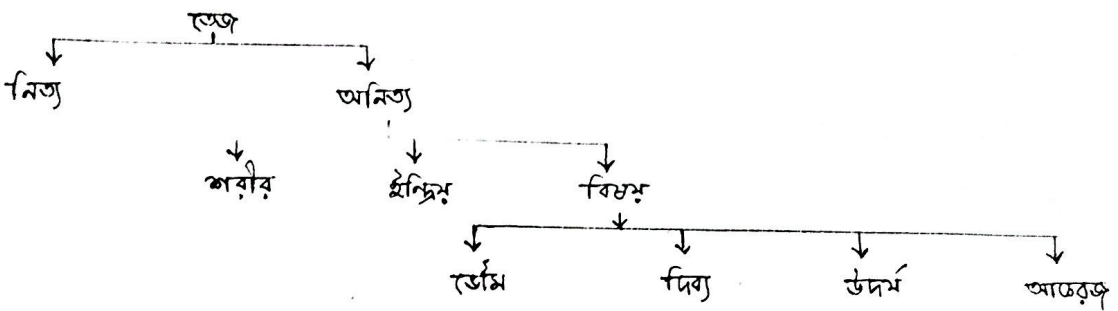 তেজ
নিত্য অনিত্য
শরীর ইন্দ্রিয় বিষয়
ভৌম দিব্য উদর্য আকরজ